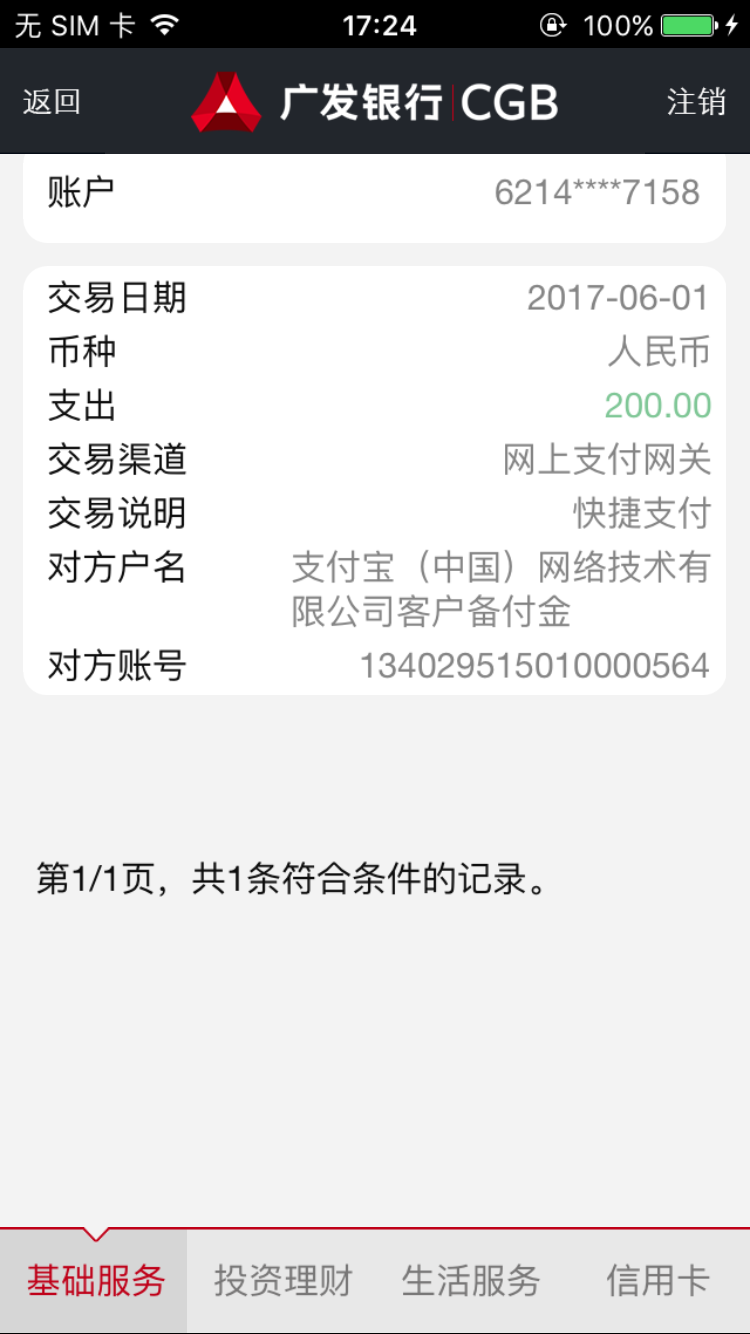 无 SIM 卡 17:24 100%
返回 广发银行 CGB 注销
账户 6214****7158
交易日期 2017-06-01
币种 人民币
支出 200.00
交易渠道 网上支付网关
交易说明 快捷支付
对方户名 支付宝（中国）网络技术有
限公司客户备付金
对方账号 134029515010000564
第1/1页，共1条符合条件的记录。
基础服务 投资理财 生活服务 信用卡